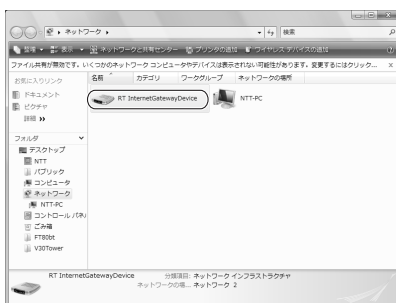 ネットワーク
検索
整理 表示 ネットワークと共有センター プリンタの追加 ワイヤレス デバイスの追加
ファイル共有が無効です。いくつかのネットワーク コンピュータやデバイスは表示されない可能性があります。変更するにはクリック...
お気に入りリンク
ドキュメント
ピクチャ
詳細
名前 カテゴリ ワークグループ ネットワークの場所
RT InternetGatewayDevice
NTT-PC
フォルダ
デスクトップ
NTT
パブリック
コンピュータ
ネットワーク
NTT-PC
コントロール パネル
ごみ箱
FT80bt
V30Tower
RT InternetGatewayDevice 分類項目: ネットワーク インフラストラクチャ
ネットワークの場... ネットワーク 2